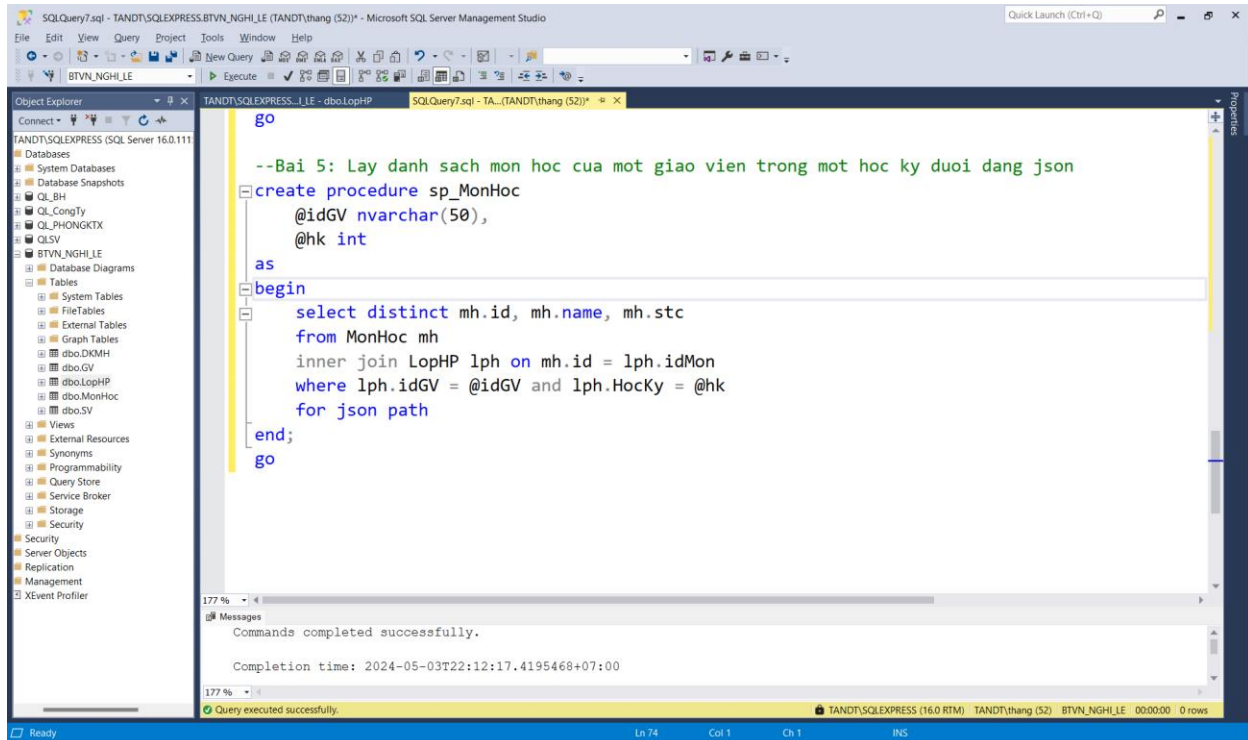 SQLQuery7.sql - TANDT\SQLEXPRESS.BTVN_NGHI_LE (TANDT\thang (52))* - Microsoft SQL Server Management Studio
Quick Launch (Ctrl+Q)
File Edit View Query Project Tools Window Help
New Query
BTVN_NGHI_LE
Execute
Object Explorer
TANDT\SQLEXPRESS...I_LE - dbo.LopHP
SQLQuery7.sql - TA...(TANDT\thang (52))*
Properties
Connect
TANDT\SQLEXPRESS (SQL Server 16.0.111
Databases
System Databases
Database Snapshots
QL_BH
QL_CongTy
QL_PHONGKTX
QLSV
BTVN_NGHI_LE
Database Diagrams
Tables
System Tables
FileTables
External Tables
Graph Tables
dbo.DKMH
dbo.GV
dbo.LopHP
dbo.MonHoc
dbo.SV
Views
External Resources
Synonyms
Programmability
Query Store
Service Broker
Storage
Security
Security
Server Objects
Replication
Management
XEvent Profiler
go
--Bai 5: Lay danh sach mon hoc cua mot giao vien trong mot hoc ky duoi dang json
create procedure sp_MonHoc
@idGV nvarchar(50),
@hk int
as
begin
select distinct mh.id, mh.name, mh.stc
from MonHoc mh
inner join LopHP lph on mh.id = lph.idMon
where lph.idGV = @idGV and lph.HocKy = @hk
for json path
end;
go
177 %
Messages
Commands completed successfully.
Completion time: 2024-05-03T22:12:17.4195468+07:00
177 %
Query executed successfully.
TANDT\SQLEXPRESS (16.0 RTM) TANDT\thang (52) BTVN_NGHI_LE 00:00:00 0 rows
Ready
Ln 74 Col 1 Ch 1 INS